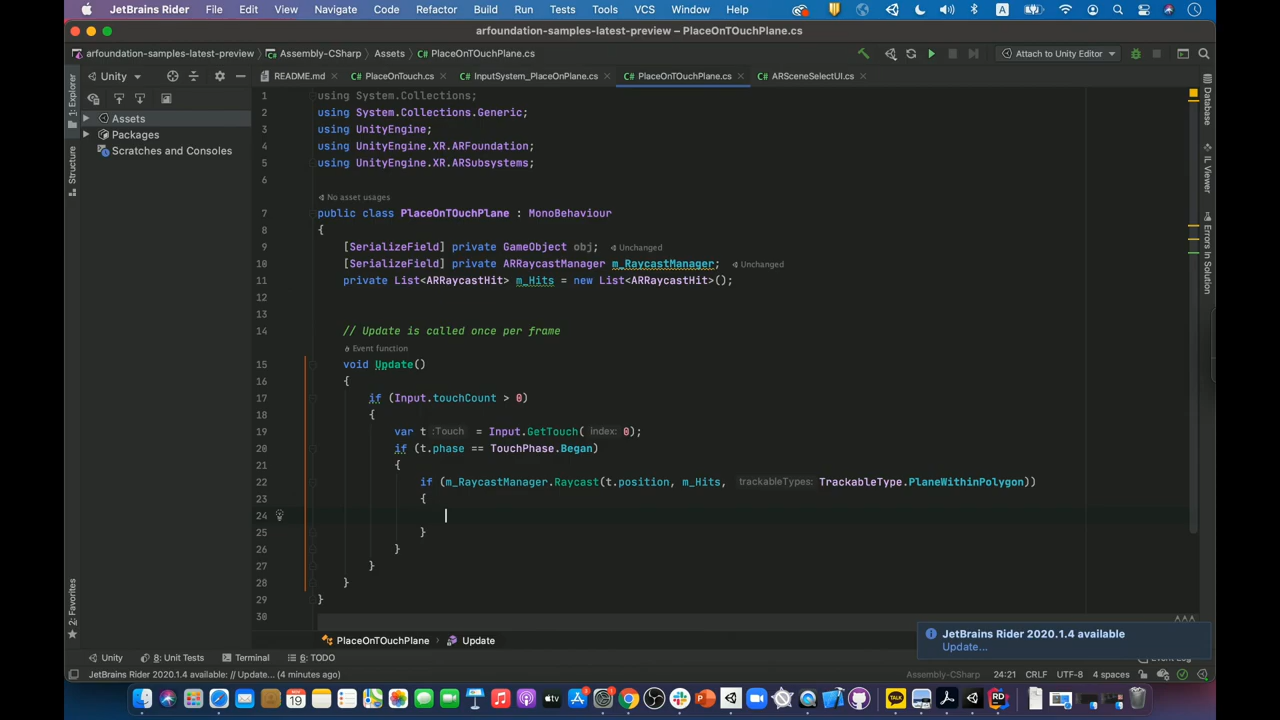 JetBrains Rider File Edit View Navigate Code Refactor Build Run Tests Tools VCS Window Help
arfoundation-samples-latest-preview – PlaceOnTOuchPlane.cs
arfoundation-samples-latest-preview Assembly-CSharp Assets PlaceOnTOuchPlane.cs
Attach to Unity Editor
Unity
README.md PlaceOnTouch.cs InputSystem_PlaceOnPlane.cs PlaceOnTOuchPlane.cs ARSceneSelectUI.cs
1: Explorer
Structure
2: Favorites
Assets
Packages
Scratches and Consoles
1 using System.Collections;
2 using System.Collections.Generic;
3 using UnityEngine;
4 using UnityEngine.XR.ARFoundation;
5 using UnityEngine.XR.ARSubsystems;
6
No asset usages
7 public class PlaceOnTOuchPlane : MonoBehaviour
8 {
9 [SerializeField] private GameObject obj; Unchanged
10 [SerializeField] private ARRaycastManager m_RaycastManager; Unchanged
11 private List<ARRaycastHit> m_Hits = new List<ARRaycastHit>();
12
13
14 // Update is called once per frame
Event function
15 void Update()
16 {
17 if (Input.touchCount > 0)
18 {
19 var t :Touch = Input.GetTouch( index: 0);
20 if (t.phase == TouchPhase.Began)
21 {
22 if (m_RaycastManager.Raycast(t.position, m_Hits, trackableTypes: TrackableType.PlaneWithinPolygon))
23 {
24
25 }
26 }
27 }
28 }
29 }
30
Database
IL Viewer
Errors In Solution
PlaceOnTOuchPlane Update
JetBrains Rider 2020.1.4 available
Update...
Unity 8: Unit Tests Terminal 6: TODO Event Log
JetBrains Rider 2020.1.4 available: // Update... (4 minutes ago) Assembly-CSharp 24:21 CRLF UTF-8 4 spaces